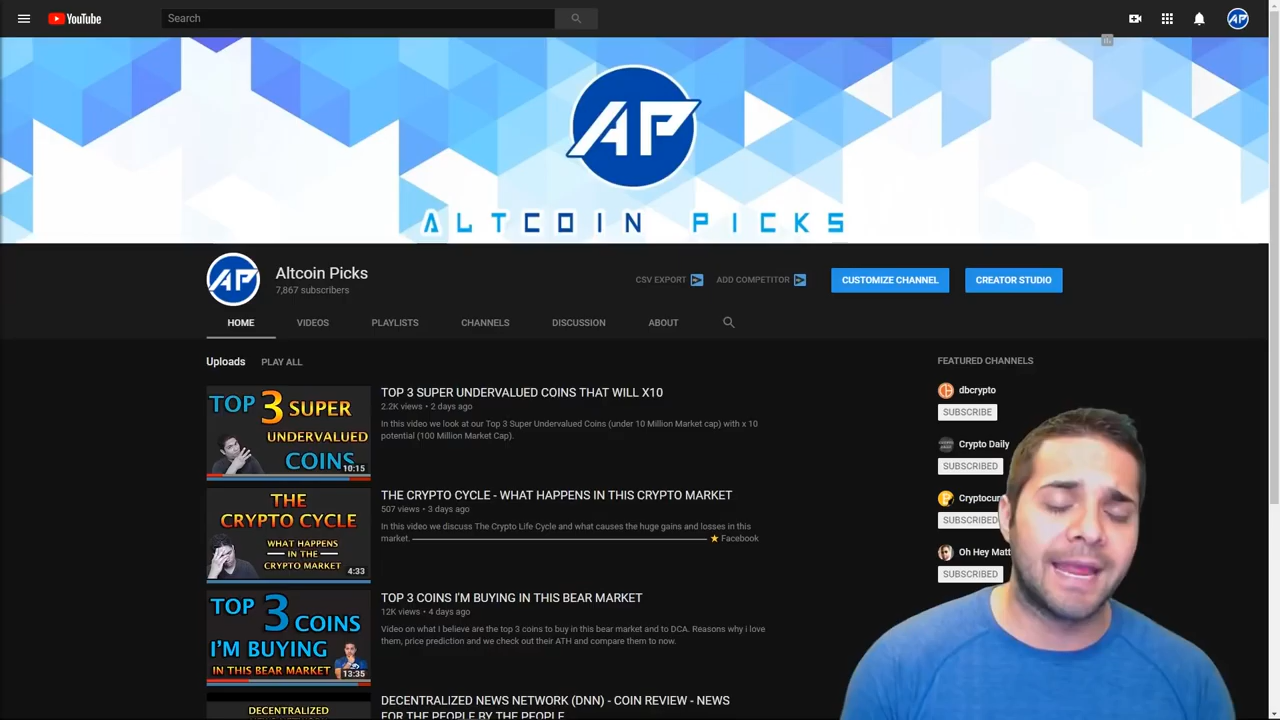 YouTube
Search
AP
AP
ALTCOIN PICKS
AP
Altcoin Picks
7,867 subscribers
CSV EXPORT
ADD COMPETITOR
CUSTOMIZE CHANNEL
CREATOR STUDIO
HOME
VIDEOS
PLAYLISTS
CHANNELS
DISCUSSION
ABOUT
Uploads
PLAY ALL
TOP 3 SUPER
UNDERVALUED
COINS
10:15
TOP 3 SUPER UNDERVALUED COINS THAT WILL X10
2.2K views • 2 days ago
In this video we look at our Top 3 Super Undervalued Coins (under 10 Million Market cap) with x 10
potential (100 Million Market Cap).
THE
CRYPTO CYCLE
WHAT HAPPENS
IN THE
CRYPTO MARKET
4:33
THE CRYPTO CYCLE - WHAT HAPPENS IN THIS CRYPTO MARKET
507 views • 3 days ago
In this video we discuss The Crypto Life Cycle and what causes the huge gains and losses in this
market. ⭐ Facebook
TOP 3 COINS
I'M BUYING
IN THIS BEAR MARKET
13:35
TOP 3 COINS I'M BUYING IN THIS BEAR MARKET
12K views • 4 days ago
Video on what I believe are the top 3 coins to buy in this bear market and to DCA. Reasons why i love
them, price prediction and we check out their ATH and compare them to now.
DECENTRALIZED
DECENTRALIZED NEWS NETWORK (DNN) - COIN REVIEW - NEWS
FOR THE PEOPLE BY THE PEOPLE
FEATURED CHANNELS
dbcrypto
SUBSCRIBE
Crypto Daily
SUBSCRIBED
Cryptocur
SUBSCRIBED
Oh Hey Matt
SUBSCRIBED